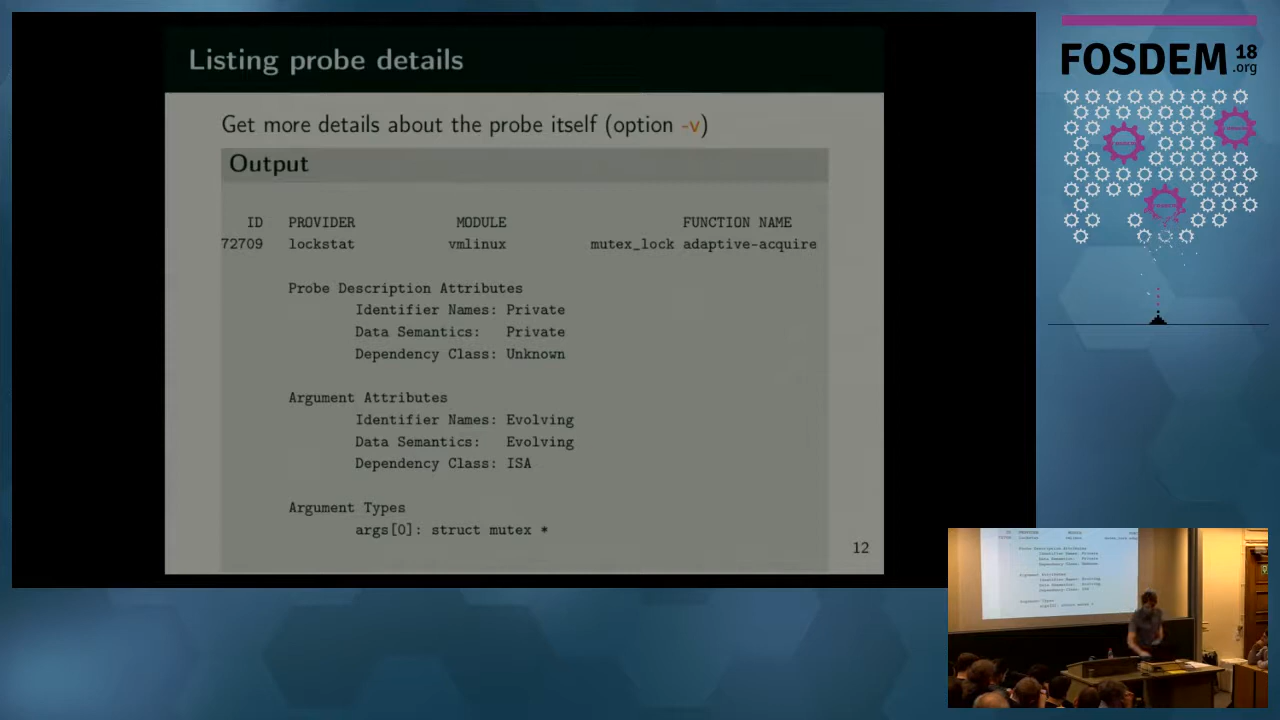 Listing probe details
Get more details about the probe itself (option -v)
Output
ID PROVIDER MODULE FUNCTION NAME
72709 lockstat vmlinux mutex_lock adaptive-acquire
Probe Description Attributes
Identifier Names: Private
Data Semantics: Private
Dependency Class: Unknown
Argument Attributes
Identifier Names: Evolving
Data Semantics: Evolving
Dependency Class: ISA
Argument Types
args[0]: struct mutex *
12
FOSDEM 18
.org